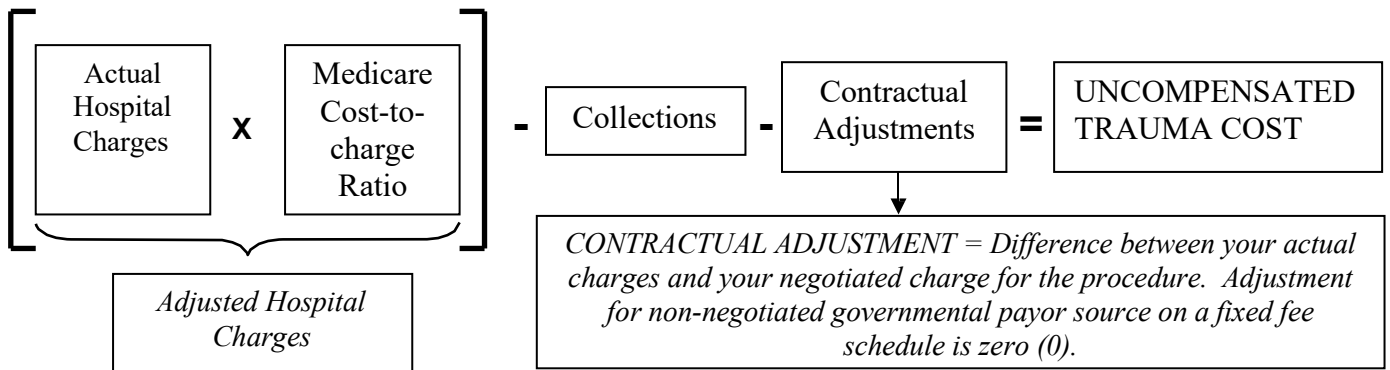 Actual
Hospital
Charges
x
Medicare
Cost-to-
charge
Ratio
-
Collections
-
Contractual
Adjustments
=
UNCOMPENSATED
TRAUMA COST
Adjusted Hospital
Charges
CONTRACTUAL ADJUSTMENT = Difference between your actual
charges and your negotiated charge for the procedure. Adjustment
for non-negotiated governmental payor source on a fixed fee
schedule is zero (0).